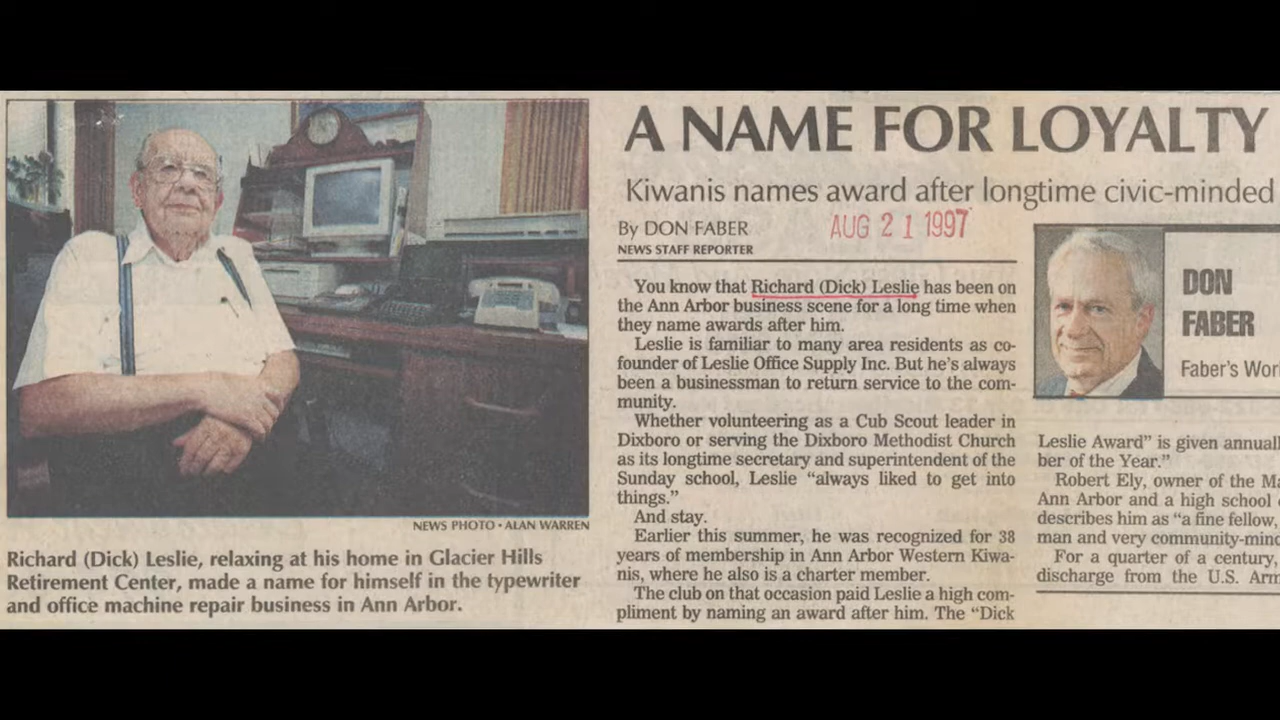 A NAME FOR LOYALTY
Kiwanis names award after longtime civic-minded
By DON FABER
NEWS STAFF REPORTER
AUG 21 1997
You know that Richard (Dick) Leslie has been on
the Ann Arbor business scene for a long time when
they name awards after him.
Leslie is familiar to many area residents as co-
founder of Leslie Office Supply Inc. But he's always
been a businessman to return service to the com-
munity.
Whether volunteering as a Cub Scout leader in
Dixboro or serving the Dixboro Methodist Church
as its longtime secretary and superintendent of the
Sunday school, Leslie "always liked to get into
things."
And stay.
Earlier this summer, he was recognized for 38
years of membership in Ann Arbor Western Kiwa-
nis, where he also is a charter member.
The club on that occasion paid Leslie a high com-
pliment by naming an award after him. The "Dick
DON
FABER
Faber's
Leslie Award" is given
ber of the Year."
Robert Ely, owner of the
Ann Arbor and a high school
describes him as "a fine fellow,
man and very
For a quarter of a century,
discharge from the U.S.
NEWS PHOTO • ALAN WARREN
Richard (Dick) Leslie, relaxing at his home in Glacier Hills
Retirement Center, made a name for himself in the typewriter
and office machine repair business in Ann Arbor.